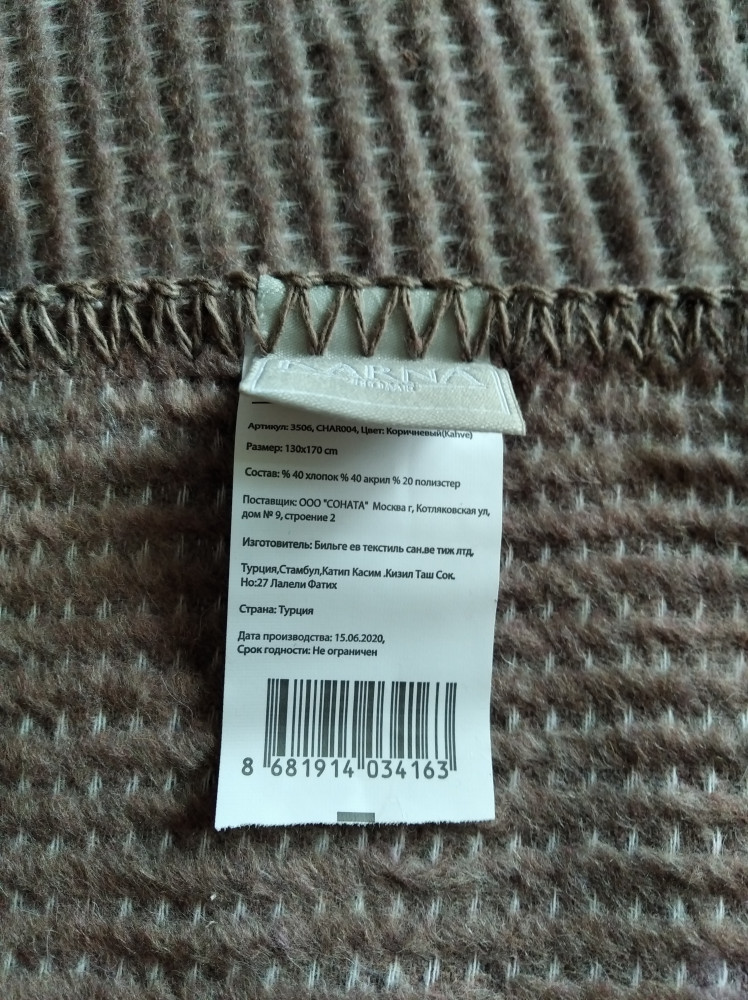 KARNA
Артикул: 3506, CHAR004, Цвет: Коричневый(Kahve)
Размер: 130x170 cm
Состав: % 40 хлопок % 40 акрил % 20 полиэстер
Поставщик: ООО "СОНАТА" Москва г, Котляковская ул,
дом № 9, строение 2
Изготовитель: Бильге ев текстиль сан.ве тиж лтд,
Турция,Стамбул,Катип Касим .Кизил Таш Сок.
Но:27 Лалели Фатих
Страна: Турция
Дата производства: 15.06.2020,
Срок годности: Не ограничен
8 681914 034163